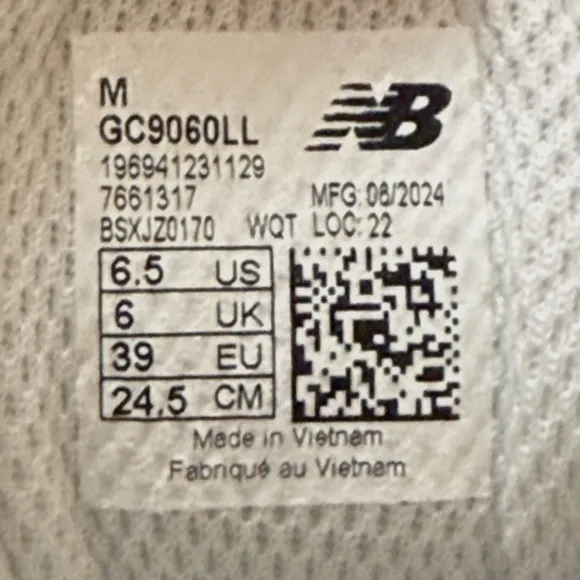 M
GC9060LL
NB
196941231129
7661317 MFG: 08/2024
BSXJZ0170 WQT LOC: 22
6.5 US
6 UK
39 EU
24.5 CM
Made in Vietnam
Fabriqué au Vietnam